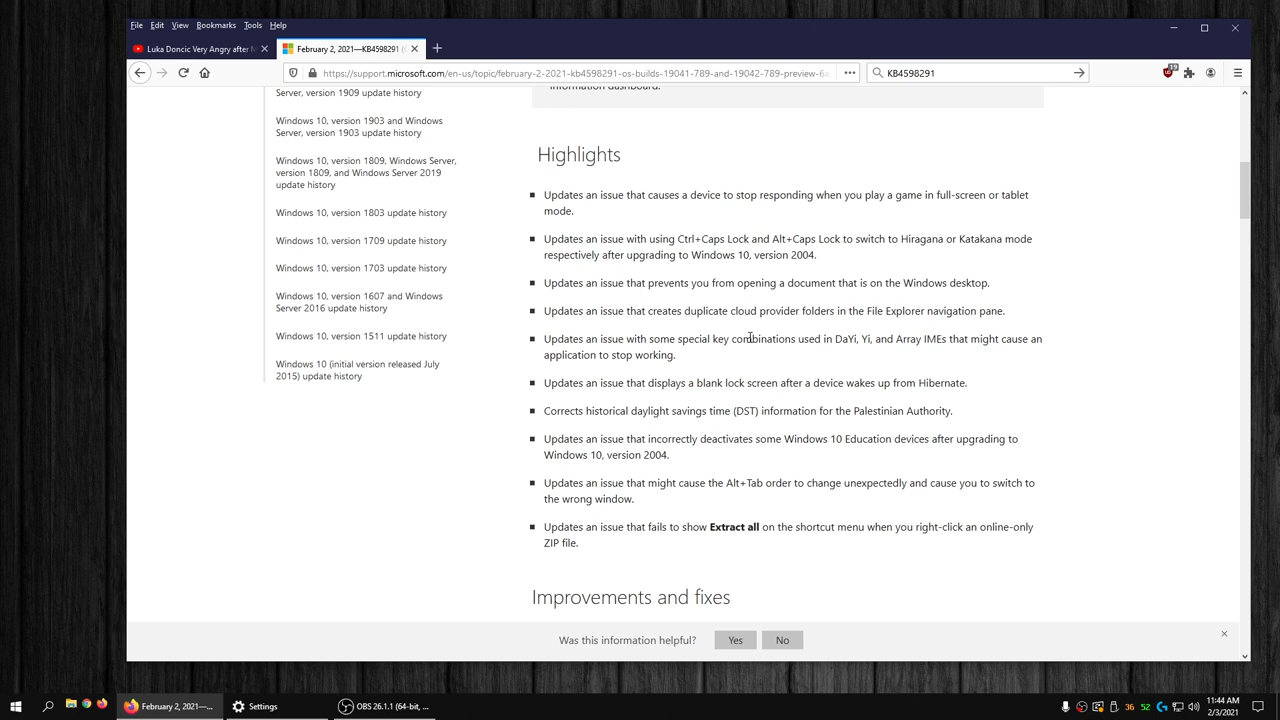 File Edit View Bookmarks Tools Help
Luka Doncic Very Angry after
February 2, 2021—KB4598291 (
https://support.microsoft.com/en-us/topic/february-2-2021-kb4598291-os-builds-19041-789-and-19042-789-preview-6a
KB4598291
19
Server, version 1909 update history
Windows 10, version 1903 and Windows
Server, version 1903 update history
Windows 10, version 1809, Windows Server,
version 1809, and Windows Server 2019
update history
Windows 10, version 1803 update history
Windows 10, version 1709 update history
Windows 10, version 1703 update history
Windows 10, version 1607 and Windows
Server 2016 update history
Windows 10, version 1511 update history
Windows 10 (initial version released July
2015) update history
information dashboard.
Highlights
Updates an issue that causes a device to stop responding when you play a game in full-screen or tablet
mode.
Updates an issue with using Ctrl+Caps Lock and Alt+Caps Lock to switch to Hiragana or Katakana mode
respectively after upgrading to Windows 10, version 2004.
Updates an issue that prevents you from opening a document that is on the Windows desktop.
Updates an issue that creates duplicate cloud provider folders in the File Explorer navigation pane.
Updates an issue with some special key combinations used in DaYi, Yi, and Array IMEs that might cause an
application to stop working.
Updates an issue that displays a blank lock screen after a device wakes up from Hibernate.
Corrects historical daylight savings time (DST) information for the Palestinian Authority.
Updates an issue that incorrectly deactivates some Windows 10 Education devices after upgrading to
Windows 10, version 2004.
Updates an issue that might cause the Alt+Tab order to change unexpectedly and cause you to switch to
the wrong window.
Updates an issue that fails to show Extract all on the shortcut menu when you right-click an online-only
ZIP file.
Improvements and fixes
Was this information helpful? Yes No
February 2, 2021—...
Settings
OBS 26.1.1 (64-bit, ...
36 52
11:44 AM
2/3/2021